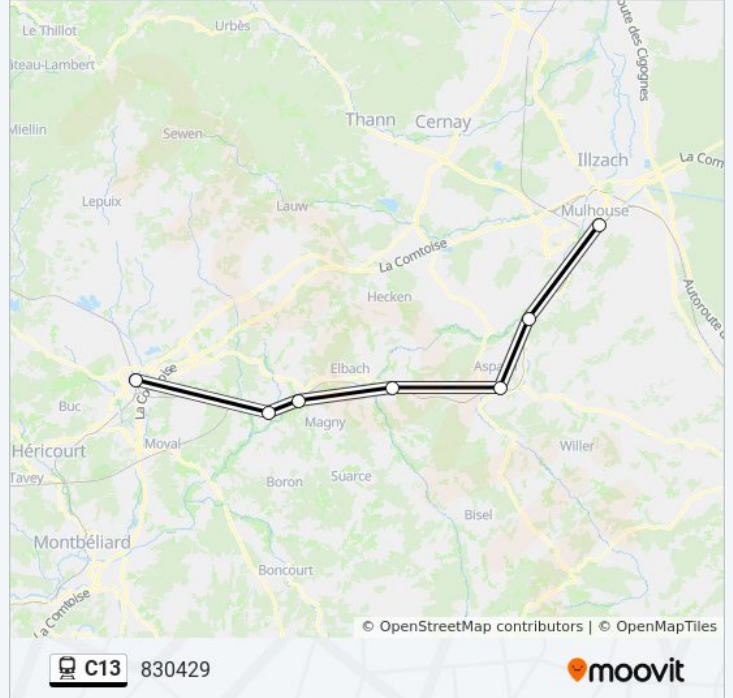 Le Thillot
Urbès
oute des Cigognes
âteau-Lambert
Miellin
Thann
Cernay
Sewen
Illzach
La Com
Lepuix
Lauw
Mulhouse
La Comtoise
Hecken
Autoroute d
Elbach
Aspa
La Comtoise
Buc
Magny
Moval
Willer
Héricourt
Tavey
Boron
Suarce
Bisel
Montbéliard
Boncourt
La Comtoise
© OpenStreetMap contributors | © OpenMapTiles
C13 830429
moovit